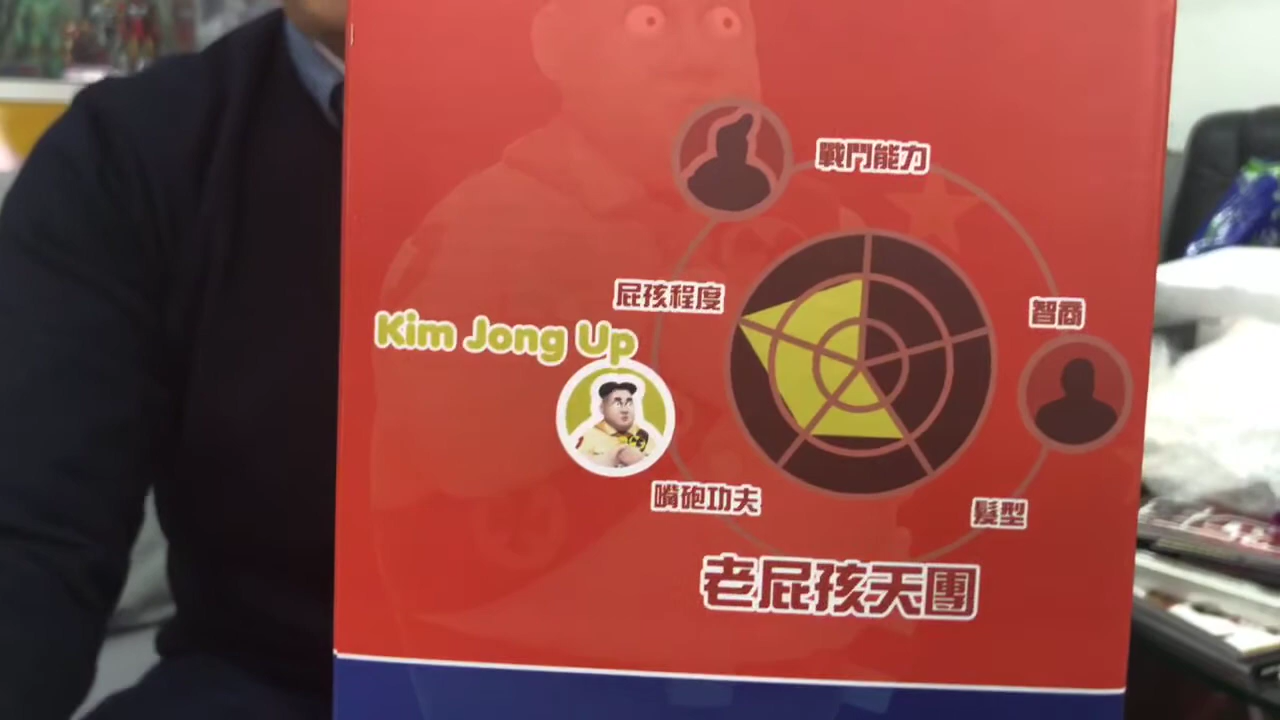 戰鬥能力
屁孩程度
智商
Kim Jong Up
嘴砲功夫
髮型
老屁孩天團